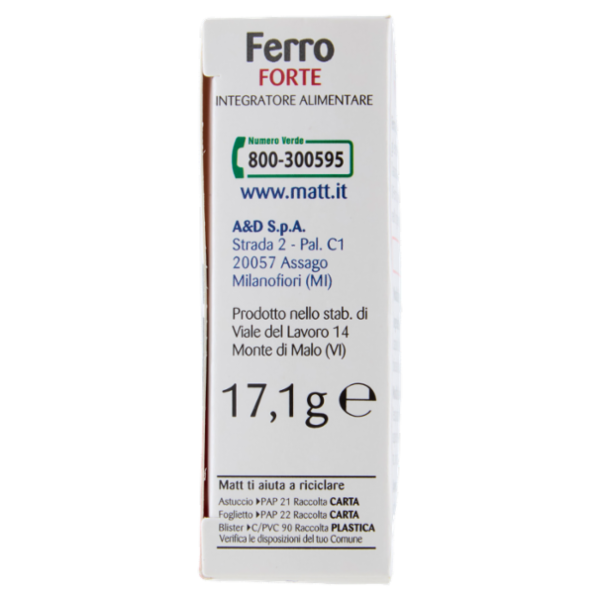 Ferro
FORTE
INTEGRATORE ALIMENTARE
Numero Verde
800-300595
www.matt.it
A&D S.p.A.
Strada 2 - Pal. C1
20057 Assago
Milanofiori (MI)
Prodotto nello stab. di
Viale del Lavoro 14
Monte di Malo (VI)
17,1g ℮
Matt ti aiuta a riciclare
Astuccio ▶PAP 21 Raccolta CARTA
Foglietto ▶PAP 22 Raccolta CARTA
Blister ▶C/PVC 90 Raccolta PLASTICA
Verifica le disposizioni del tuo Comune